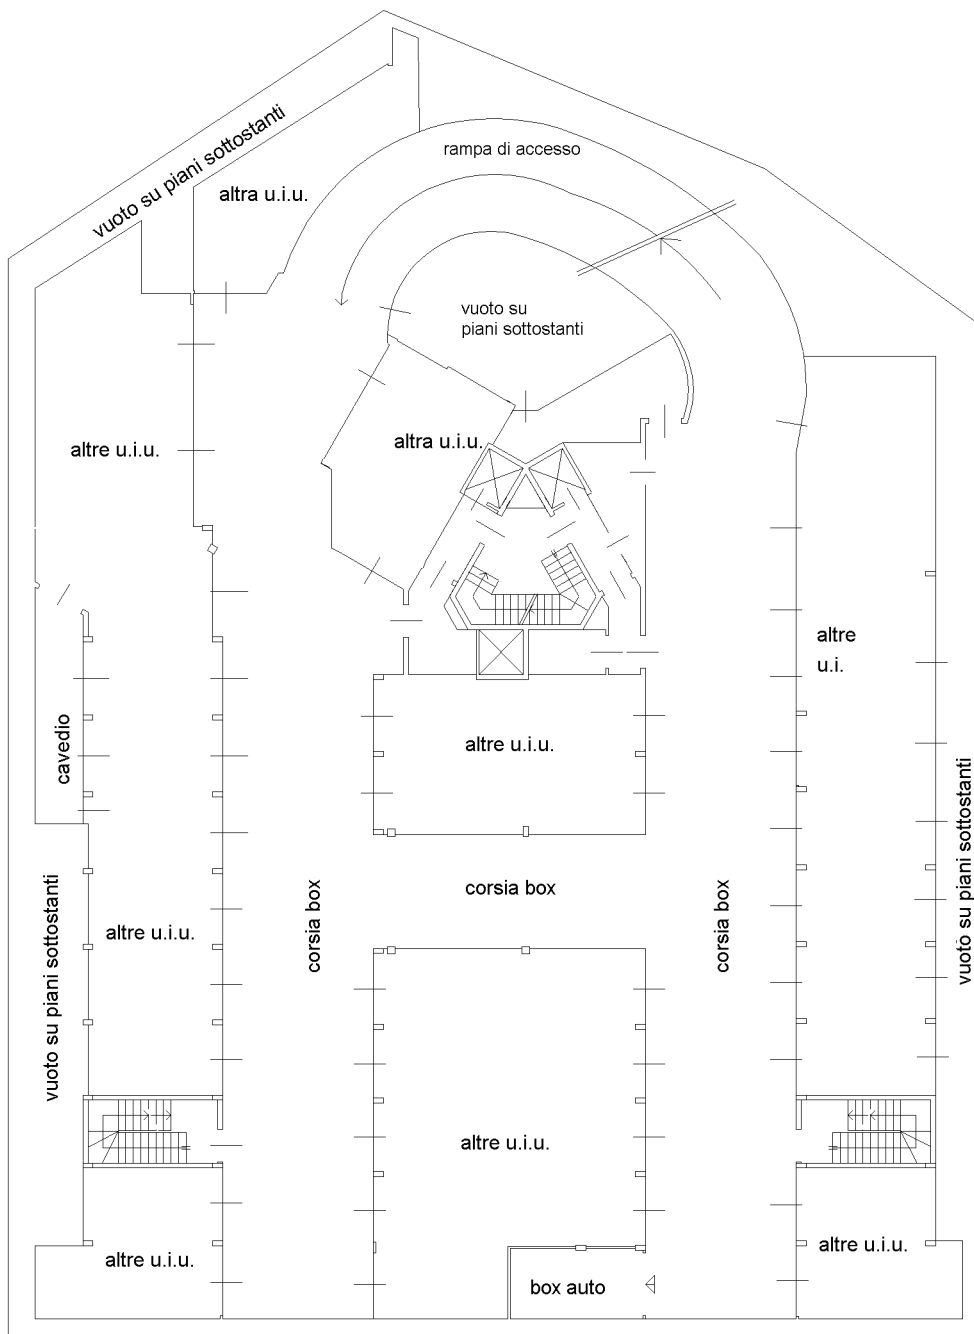 rampa di accesso
vuoto su piani sottostanti
altra u.i.u.
vuoto su
piani sottostanti
altre u.i.u.
altra u.i.u.
altre
u.i.
cavedio
altre u.i.u.
vuoto su piani sottostanti
corsia box
corsia box
corsia box
vuoto su piani sottostanti
altre u.i.u.
altre u.i.u.
altre u.i.u.
altre u.i.u.
box auto